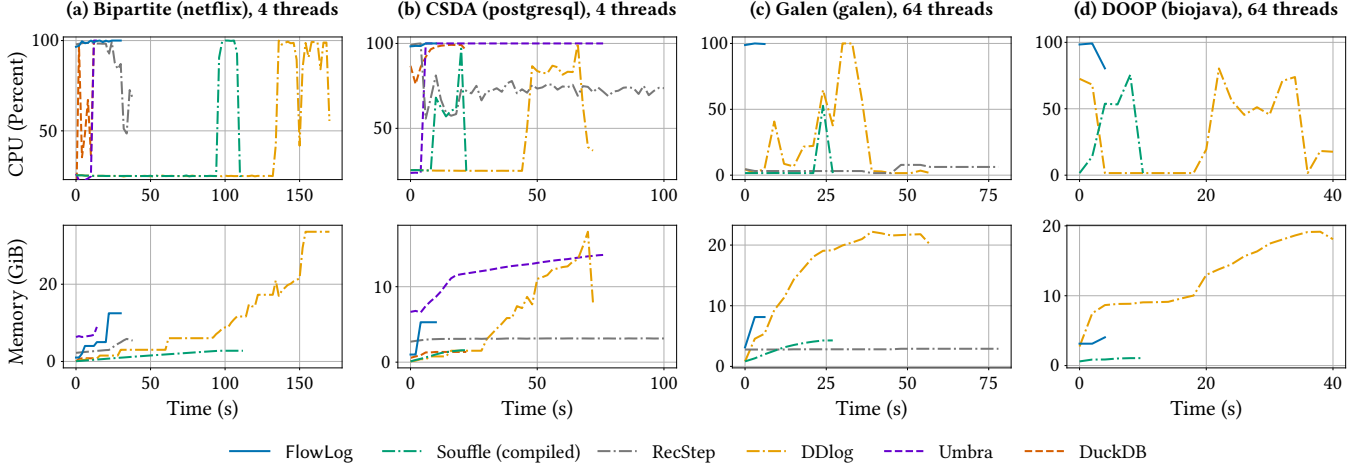 (a) Bipartite (netflix), 4 threads
(b) CSDA (postgresql), 4 threads
(c) Galen (galen), 64 threads
(d) DOOP (biojava), 64 threads
CPU (Percent)
100
50
0 50 100 150
100
50
0 50 100
100
50
0
0 25 50 75
100
50
0
0 20 40
Memory (GiB)
20
0
0 50 100 150
Time (s)
10
0
0 50 100
Time (s)
20
10
0
0 25 50 75
Time (s)
20
10
0
0 20 40
Time (s)
FlowLog Souffle (compiled) RecStep DDlog Umbra DuckDB